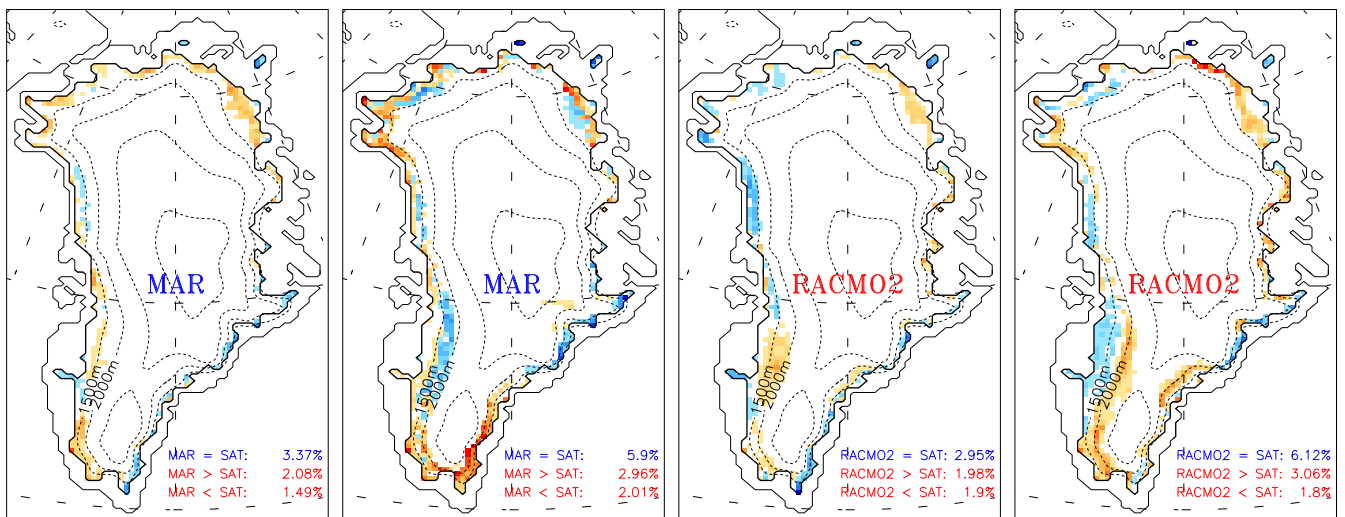 MAR
1500m
2000m
MAR = SAT: 3.37%
MAR > SAT: 2.08%
MAR < SAT: 1.49%
MAR
1500m
2000m
MAR = SAT: 5.9%
MAR > SAT: 2.96%
MAR < SAT: 2.01%
RACMO2
1500m
2000m
RACMO2 = SAT: 2.95%
RACMO2 > SAT: 1.98%
RACMO2 < SAT: 1.9%
RACMO2
1500m
2000m
RACMO2 = SAT: 6.12%
RACMO2 > SAT: 3.06%
RACMO2 < SAT: 1.8%